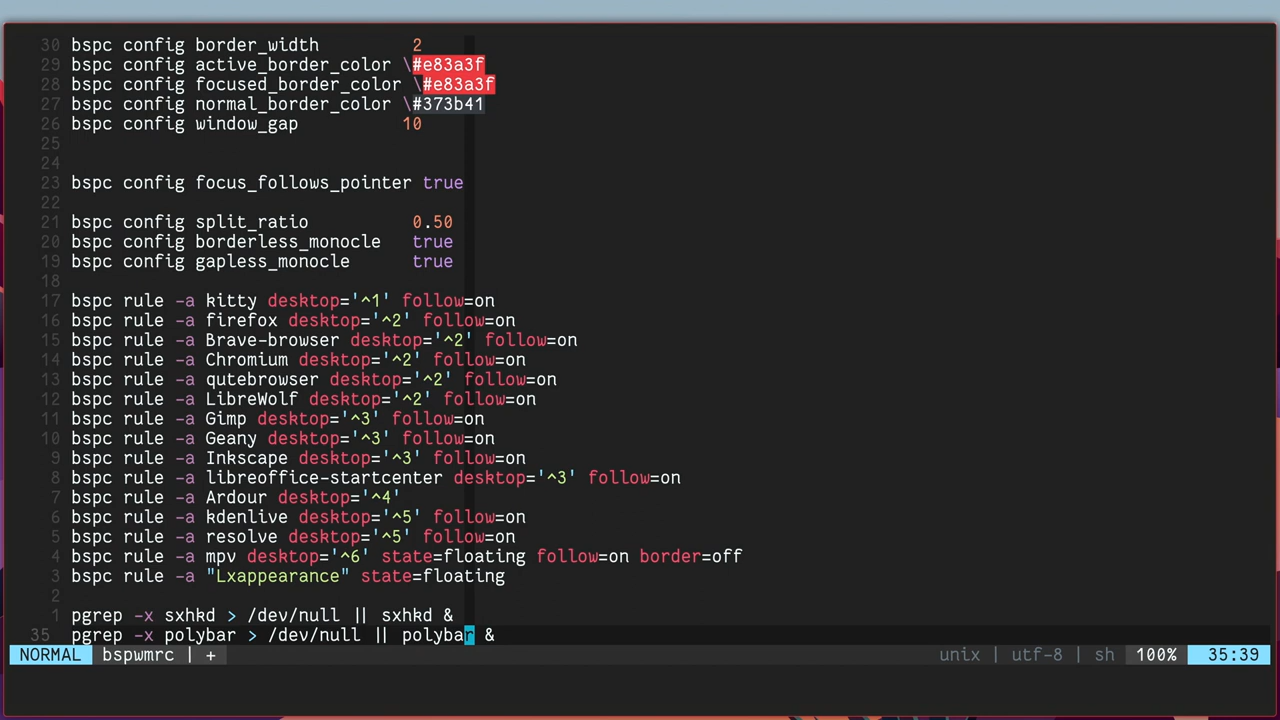 30 bspc config border_width 2
29 bspc config active_border_color \#e83a3f
28 bspc config focused_border_color \#e83a3f
27 bspc config normal_border_color \#373b41
26 bspc config window_gap 10
25
24
23 bspc config focus_follows_pointer true
22
21 bspc config split_ratio 0.50
20 bspc config borderless_monocle true
19 bspc config gapless_monocle true
18
17 bspc rule -a kitty desktop='^1' follow=on
16 bspc rule -a firefox desktop='^2' follow=on
15 bspc rule -a Brave-browser desktop='^2' follow=on
14 bspc rule -a Chromium desktop='^2' follow=on
13 bspc rule -a qutebrowser desktop='^2' follow=on
12 bspc rule -a LibreWolf desktop='^2' follow=on
11 bspc rule -a Gimp desktop='^3' follow=on
10 bspc rule -a Geany desktop='^3' follow=on
9 bspc rule -a Inkscape desktop='^3' follow=on
8 bspc rule -a libreoffice-startcenter desktop='^3' follow=on
7 bspc rule -a Ardour desktop='^4'
6 bspc rule -a kdenlive desktop='^5' follow=on
5 bspc rule -a resolve desktop='^5' follow=on
4 bspc rule -a mpv desktop='^6' state=floating follow=on border=off
3 bspc rule -a "Lxappearance" state=floating
2
1 pgrep -x sxhkd > /dev/null || sxhkd &
35 pgrep -x polybar > /dev/null || polybar &
NORMAL bspwmrc | + unix | utf-8 | sh 100% 35:39